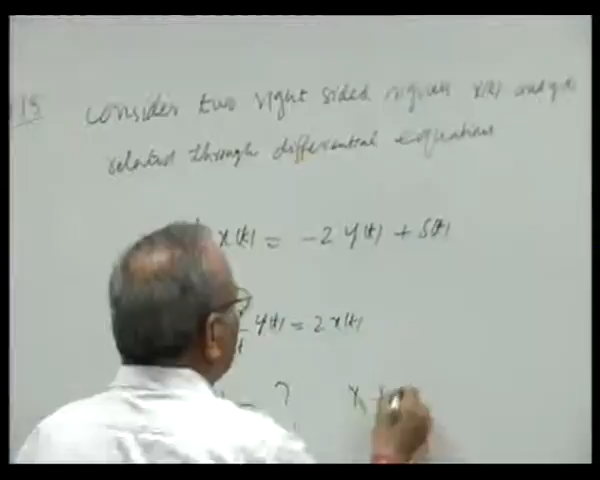 15 Consider two right sided signals x(t) and y(t)
related through differential equations
x(t) = -2 y(t) + δ(t)
y(t) = 2 x(t)
= ? X